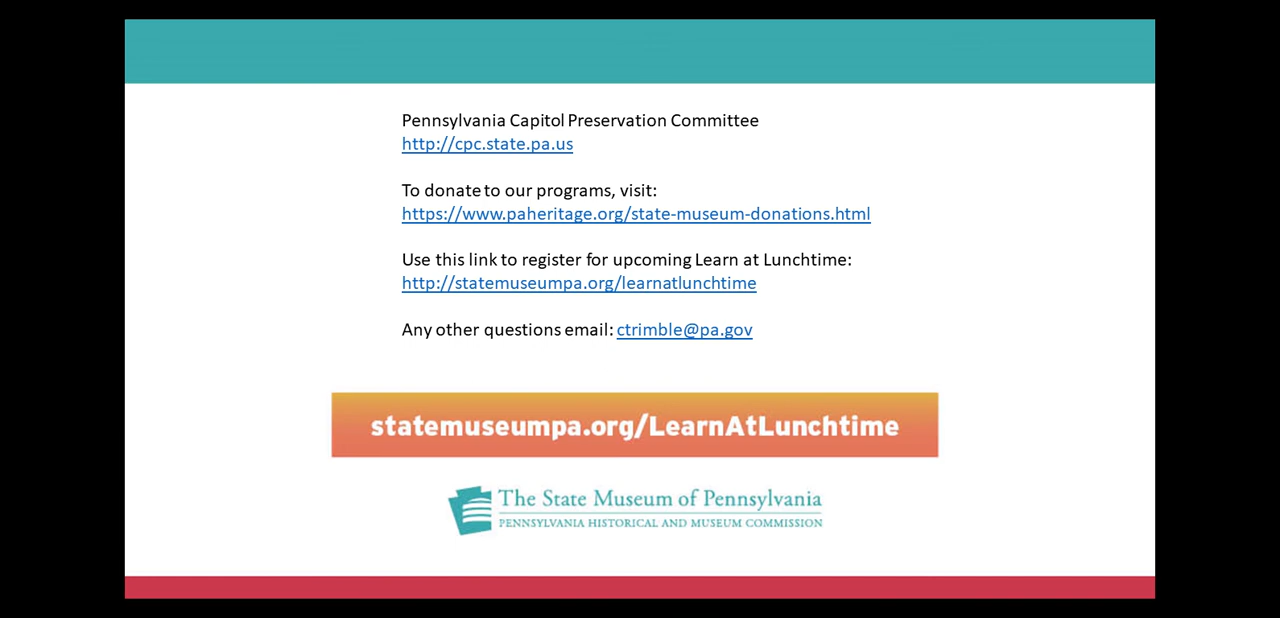 Pennsylvania Capitol Preservation Committee
http://cpc.state.pa.us
To donate to our programs, visit:
https://www.paheritage.org/state-museum-donations.html
Use this link to register for upcoming Learn at Lunchtime:
http://statemuseumpa.org/learnatlunchtime
Any other questions email: ctrimble@pa.gov
statemuseumpa.org/LearnAtLunchtime
The State Museum of Pennsylvania
PENNSYLVANIA HISTORICAL AND MUSEUM COMMISSION